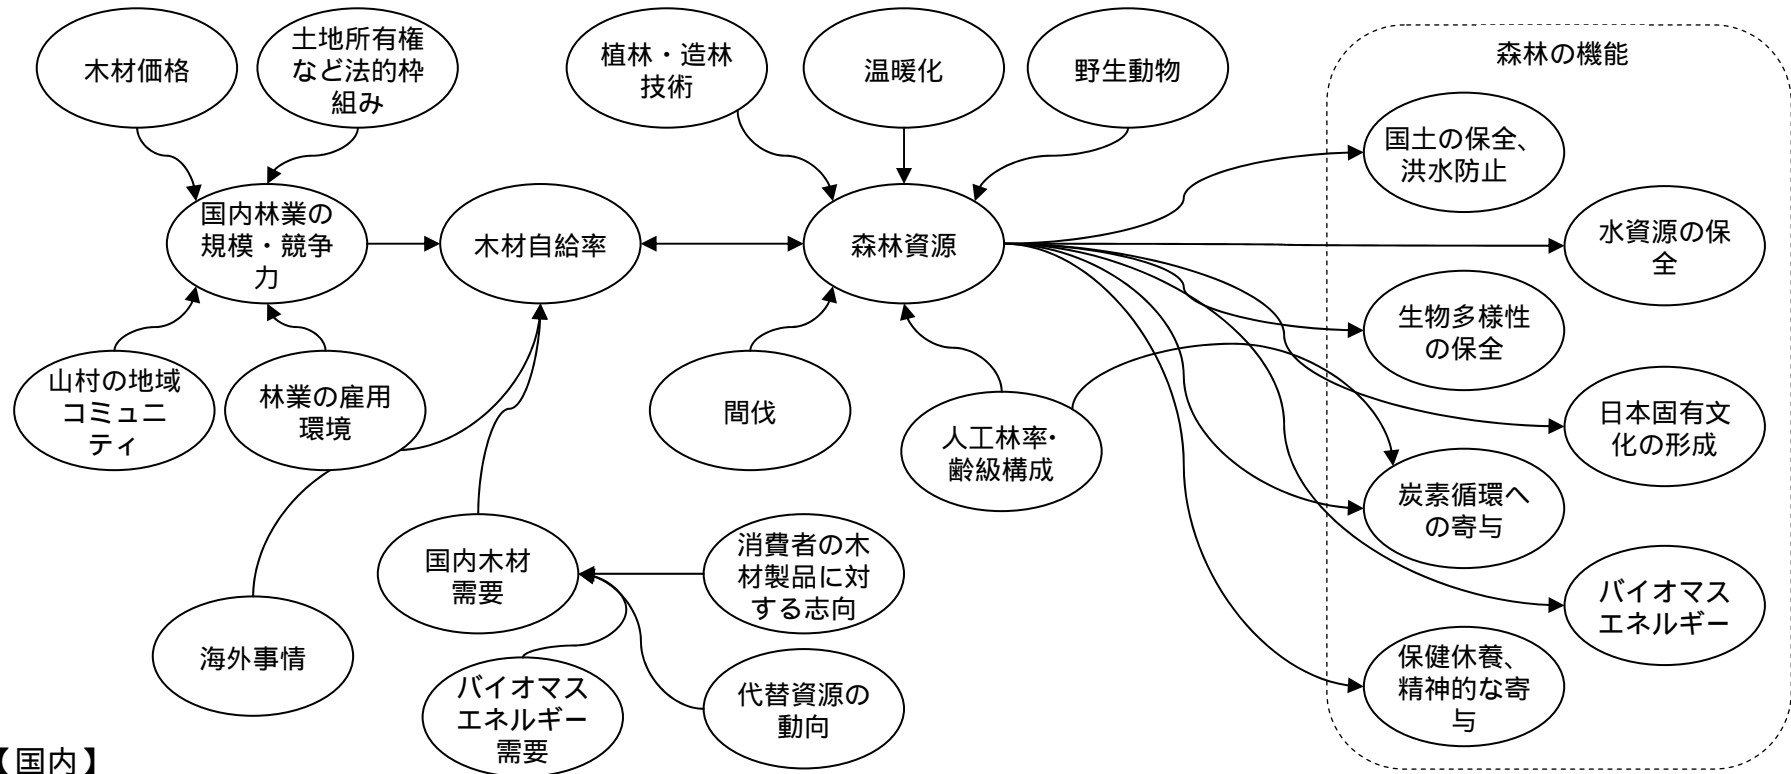 木材価格
土地所有権
など法的枠
組み
植林・造林
技術
温暖化
野生動物
森林の機能
国土の保全、
洪水防止
国内林業の
規模・競争
力
木材自給率
森林資源
水資源の保
全
生物多様性
の保全
山村の地域
コミュニ
ティ
林業の雇用
環境
間伐
人工林率・
齢級構成
日本固有文
化の形成
炭素循環へ
の寄与
国内木材
需要
消費者の木
材製品に対
する志向
バイオマス
エネルギー
海外事情
バイオマス
エネルギー
需要
代替資源の
動向
保健休養、
精神的な寄
与
【国内】